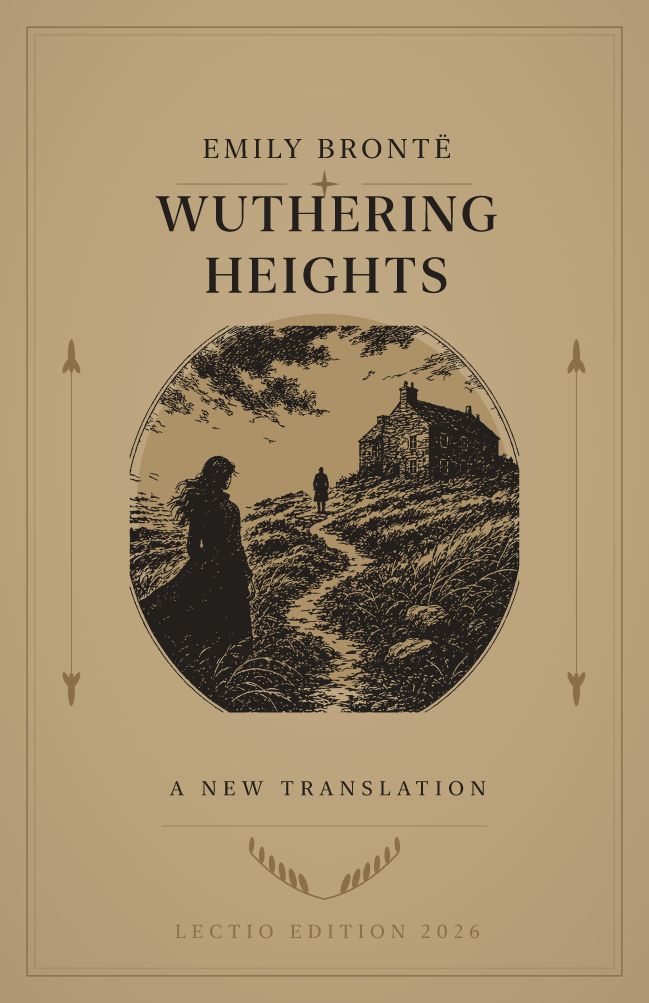 EMILY BRONTË
WUTHERING
HEIGHTS
A NEW TRANSLATION
LECTIO EDITION 2026